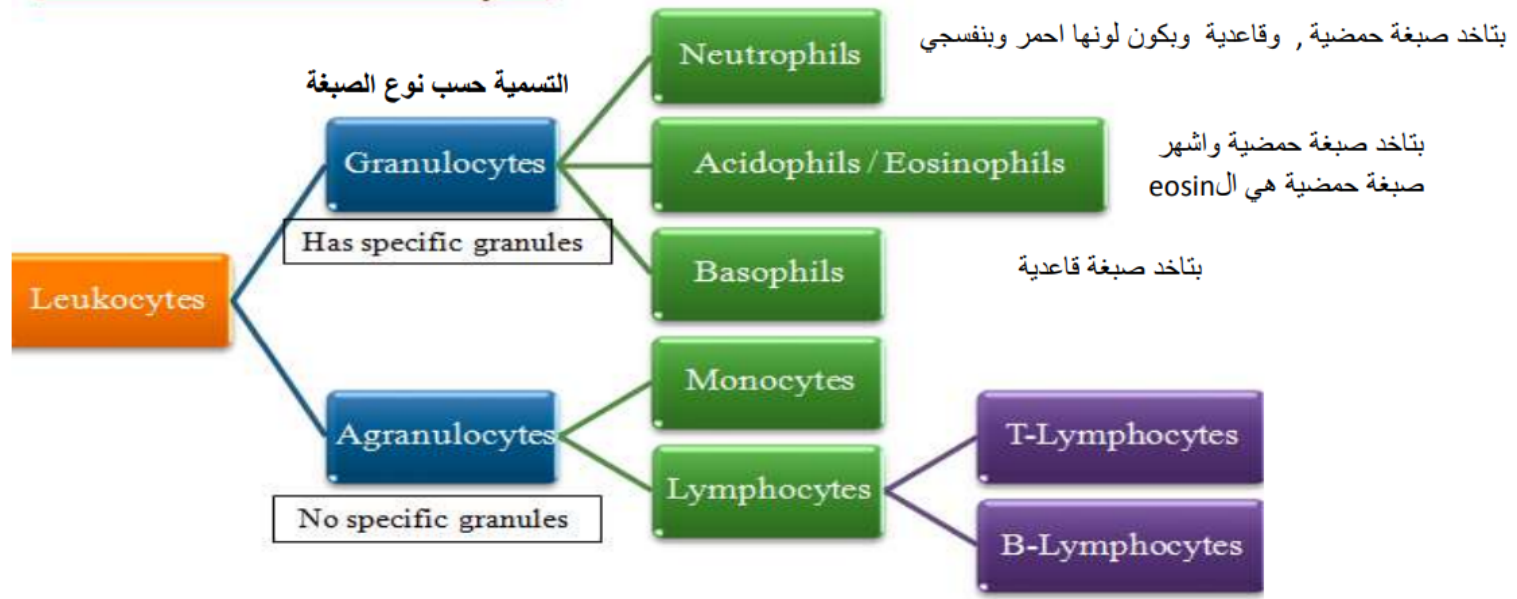 Neutrophils
بتاخد صبغة حمضية , وقاعدية وبكون لونها احمر وبنفسجي
التسمية حسب نوع الصبغة
Granulocytes
Has specific granules
Acidophils / Eosinophils
بتاخد صبغة حمضية واشهر
صبغة حمضية هي الeosin
Basophils
بتاخد صبغة قاعدية
Leukocytes
Monocytes
Agranulocytes
No specific granules
Lymphocytes
T-Lymphocytes
B-Lymphocytes